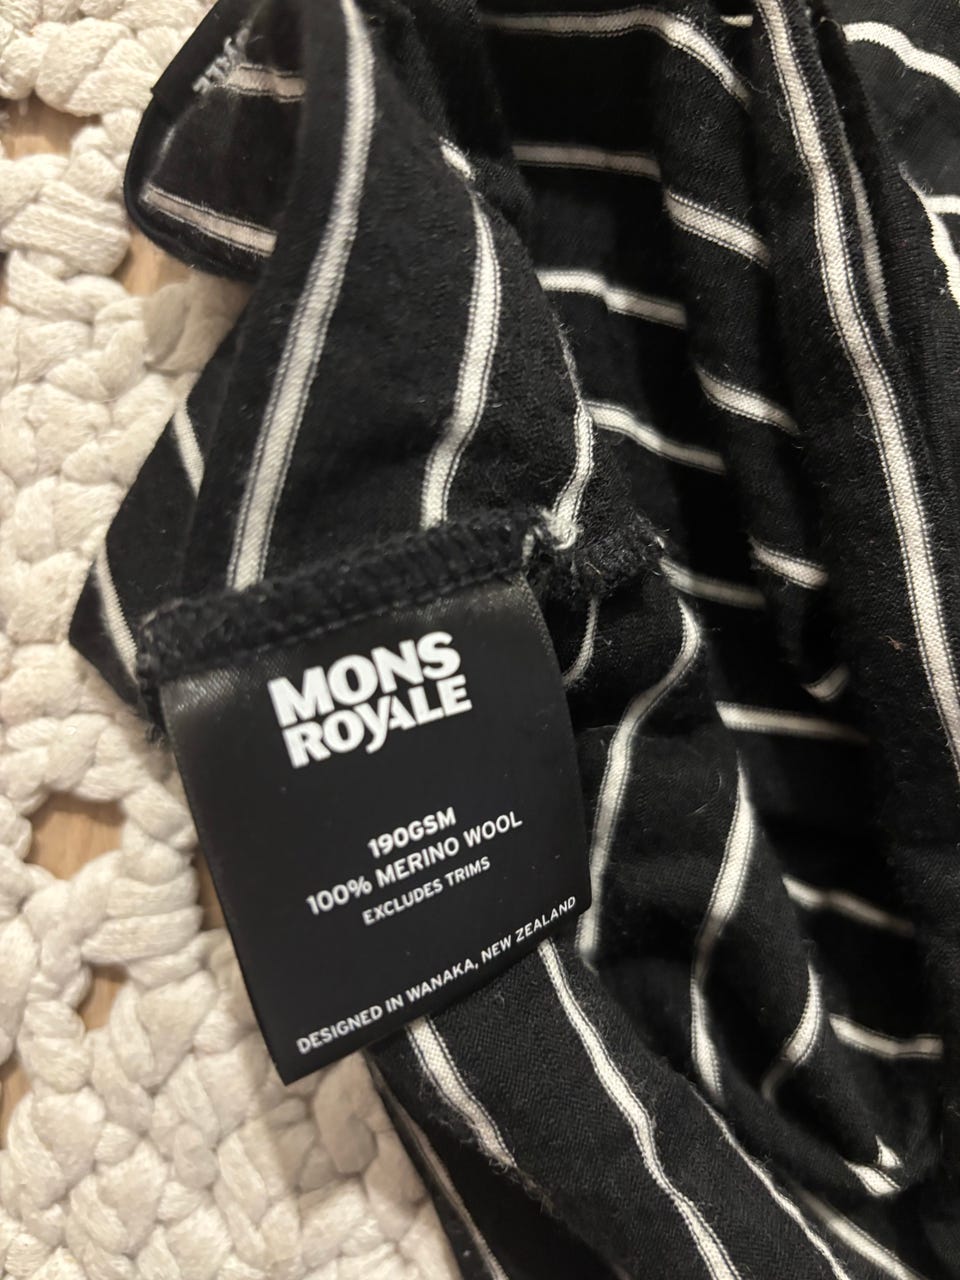 MONS
ROYALE
190GSM
100% MERINO WOOL
EXCLUDES TRIMS
DESIGNED IN WANAKA, NEW ZEALAND